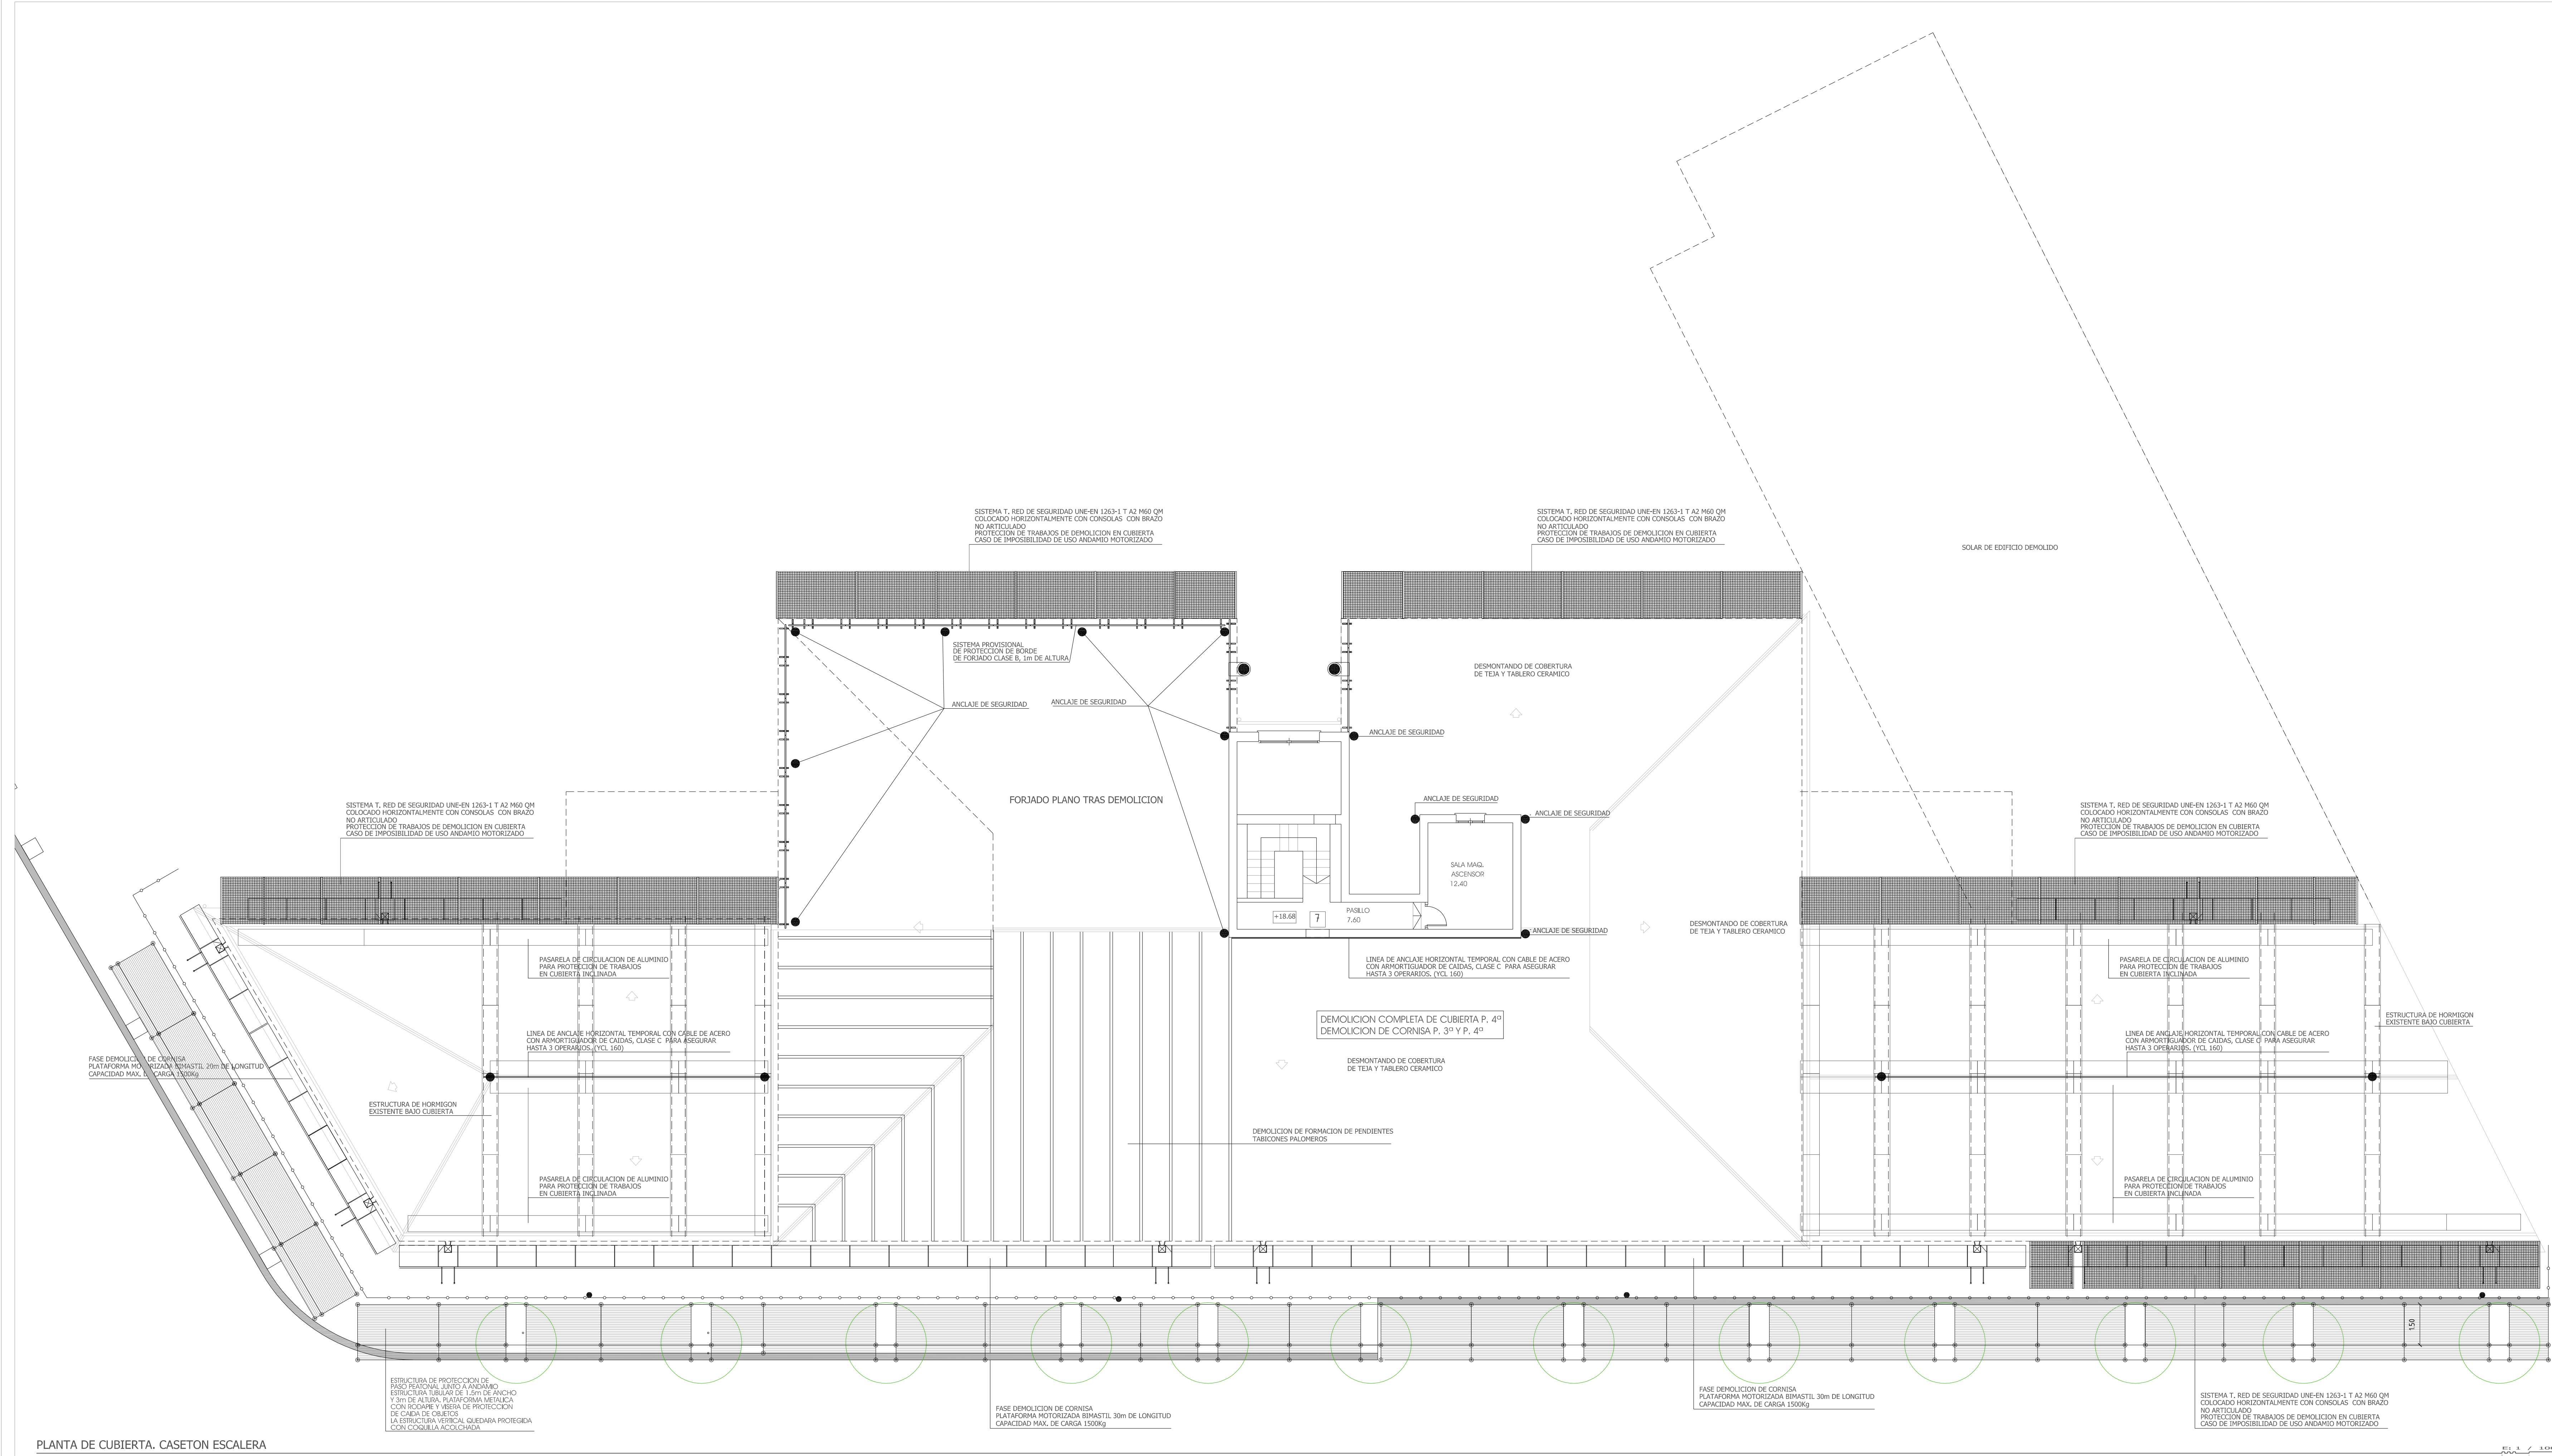 SISTEMA T. RED DE SEGURIDAD UNE-EN 1263-1 T A2 M60 QM
COLOCADO HORIZONTALMENTE CON CONSOLAS CON BRAZO
NO ARTICULADO
PROTECCION DE TRABAJOS DE DEMOLICION EN CUBIERTA
CASO DE IMPOSIBILIDAD DE USO ANDAMIO MOTORIZADO
SISTEMA T. RED DE SEGURIDAD UNE-EN 1263-1 T A2 M60 QM
COLOCADO HORIZONTALMENTE CON CONSOLAS CON BRAZO
NO ARTICULADO
PROTECCION DE TRABAJOS DE DEMOLICION EN CUBIERTA
CASO DE IMPOSIBILIDAD DE USO ANDAMIO MOTORIZADO
SOLAR DE EDIFICIO DEMOLIDO
SISTEMA PROVISIONAL
DE PROTECCION DE BORDE
DE FORJADO CLASE B, 1m DE ALTURA
DESMONTANDO DE COBERTURA
DE TEJA Y TABLERO CERAMICO
ANCLAJE DE SEGURIDAD
ANCLAJE DE SEGURIDAD
ANCLAJE DE SEGURIDAD
FORJADO PLANO TRAS DEMOLICION
ANCLAJE DE SEGURIDAD
ANCLAJE DE SEGURIDAD
SISTEMA T. RED DE SEGURIDAD UNE-EN 1263-1 T A2 M60 QM
COLOCADO HORIZONTALMENTE CON CONSOLAS CON BRAZO
NO ARTICULADO
PROTECCION DE TRABAJOS DE DEMOLICION EN CUBIERTA
CASO DE IMPOSIBILIDAD DE USO ANDAMIO MOTORIZADO
SISTEMA T. RED DE SEGURIDAD UNE-EN 1263-1 T A2 M60 QM
COLOCADO HORIZONTALMENTE CON CONSOLAS CON BRAZO
NO ARTICULADO
PROTECCION DE TRABAJOS DE DEMOLICION EN CUBIERTA
CASO DE IMPOSIBILIDAD DE USO ANDAMIO MOTORIZADO
SALA MAQ.
ASCENSOR
12.40
PASILLO
7.60
+18.68
7
ANCLAJE DE SEGURIDAD
DESMONTANDO DE COBERTURA
DE TEJA Y TABLERO CERAMICO
PASARELA DE CIRCULACION DE ALUMINIO
PARA PROTECCION DE TRABAJOS
EN CUBIERTA INCLINADA
LINEA DE ANCLAJE HORIZONTAL TEMPORAL CON CABLE DE ACERO
CON ARMORTIGUADOR DE CAIDAS, CLASE C PARA ASEGURAR
HASTA 3 OPERARIOS. (YCL 160)
PASARELA DE CIRCULACION DE ALUMINIO
PARA PROTECCION DE TRABAJOS
EN CUBIERTA INCLINADA
DEMOLICION COMPLETA DE CUBIERTA P. 4ª
DEMOLICION DE CORNISA P. 3ª Y P. 4ª
ESTRUCTURA DE HORMIGON
EXISTENTE BAJO CUBIERTA
LINEA DE ANCLAJE HORIZONTAL TEMPORAL CON CABLE DE ACERO
CON ARMORTIGUADOR DE CAIDAS, CLASE C PARA ASEGURAR
HASTA 3 OPERARIOS. (YCL 160)
LINEA DE ANCLAJE HORIZONTAL TEMPORAL CON CABLE DE ACERO
CON ARMORTIGUADOR DE CAIDAS, CLASE C PARA ASEGURAR
HASTA 3 OPERARIOS. (YCL 160)
FASE DEMOLICION DE CORNISA
PLATAFORMA MOTORIZADA BIMASTIL 20m DE LONGITUD
CAPACIDAD MAX. DE CARGA 1500Kg
DESMONTANDO DE COBERTURA
DE TEJA Y TABLERO CERAMICO
ESTRUCTURA DE HORMIGON
EXISTENTE BAJO CUBIERTA
DEMOLICION DE FORMACION DE PENDIENTES
TABICONES PALOMEROS
PASARELA DE CIRCULACION DE ALUMINIO
PARA PROTECCION DE TRABAJOS
EN CUBIERTA INCLINADA
PASARELA DE CIRCULACION DE ALUMINIO
PARA PROTECCION DE TRABAJOS
EN CUBIERTA INCLINADA
1.50
ESTRUCTURA DE PROTECCION DE
PASO PEATONAL JUNTO A ANDAMIO
ESTRUCTURA TUBULAR DE 1.5m DE ANCHO
Y 3m DE ALTURA. PLATAFORMA METALICA
CON RODAPIE Y VISERA DE PROTECCION
DE CAIDA DE OBJETOS
LA ESTRUCTURA VERTICAL QUEDARA PROTEGIDA
CON COQUILLA ACOLCHADA
FASE DEMOLICION DE CORNISA
PLATAFORMA MOTORIZADA BIMASTIL 30m DE LONGITUD
CAPACIDAD MAX. DE CARGA 1500Kg
FASE DEMOLICION DE CORNISA
PLATAFORMA MOTORIZADA BIMASTIL 30m DE LONGITUD
CAPACIDAD MAX. DE CARGA 1500Kg
SISTEMA T. RED DE SEGURIDAD UNE-EN 1263-1 T A2 M60 QM
COLOCADO HORIZONTALMENTE CON CONSOLAS CON BRAZO
NO ARTICULADO
PROTECCION DE TRABAJOS DE DEMOLICION EN CUBIERTA
CASO DE IMPOSIBILIDAD DE USO ANDAMIO MOTORIZADO
PLANTA DE CUBIERTA. CASETON ESCALERA